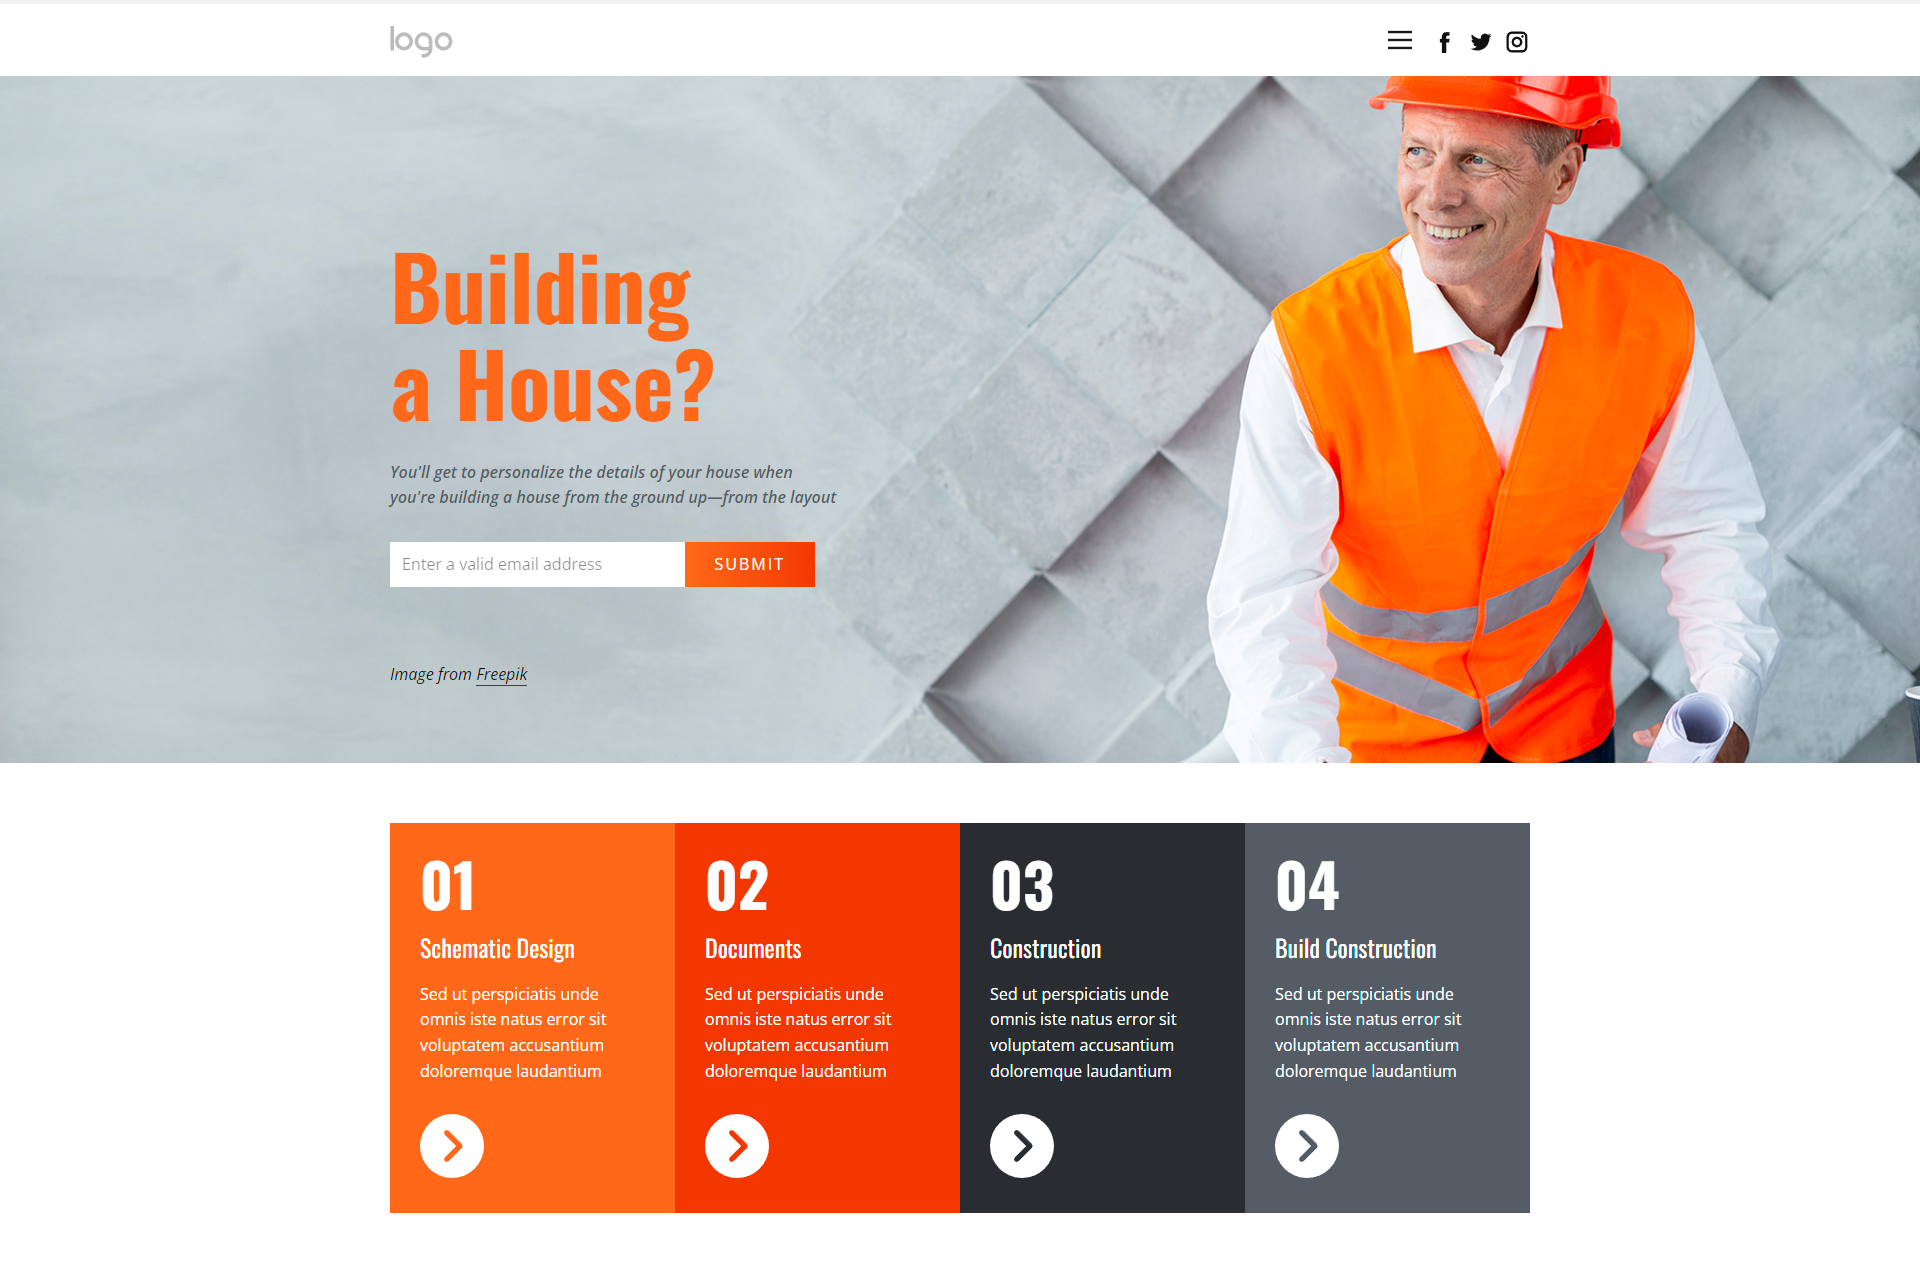 logo
Building
a House?
You'll get to personalize the details of your house when
you're building a house from the ground up—from the layout
Enter a valid email address
SUBMIT
Image from Freepik
01
Schematic Design
Sed ut perspiciatis unde
omnis iste natus error sit
voluptatem accusantium
doloremque laudantium
02
Documents
Sed ut perspiciatis unde
omnis iste natus error sit
voluptatem accusantium
doloremque laudantium
03
Construction
Sed ut perspiciatis unde
omnis iste natus error sit
voluptatem accusantium
doloremque laudantium
04
Build Construction
Sed ut perspiciatis unde
omnis iste natus error sit
voluptatem accusantium
doloremque laudantium